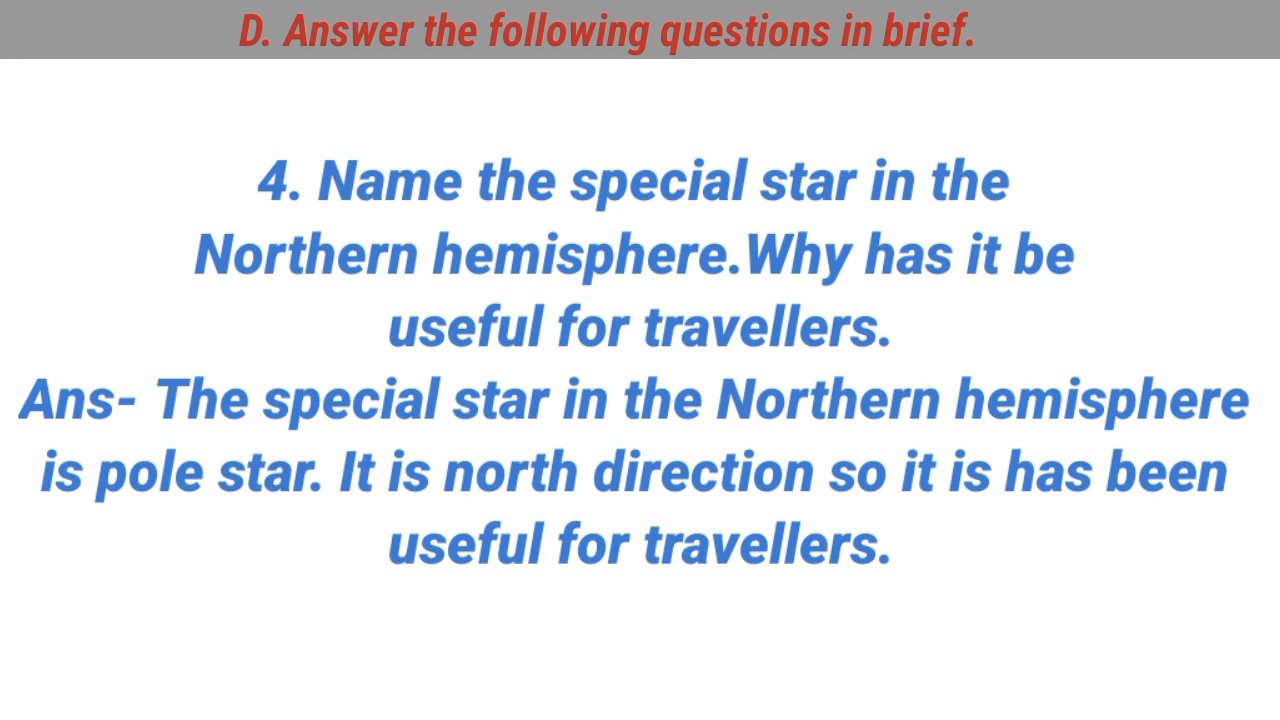 D. Answer the following questions in brief.
4. Name the special star in the
Northern hemisphere.Why has it be
useful for travellers.
Ans- The special star in the Northern hemisphere
is pole star. It is north direction so it is has been
useful for travellers.